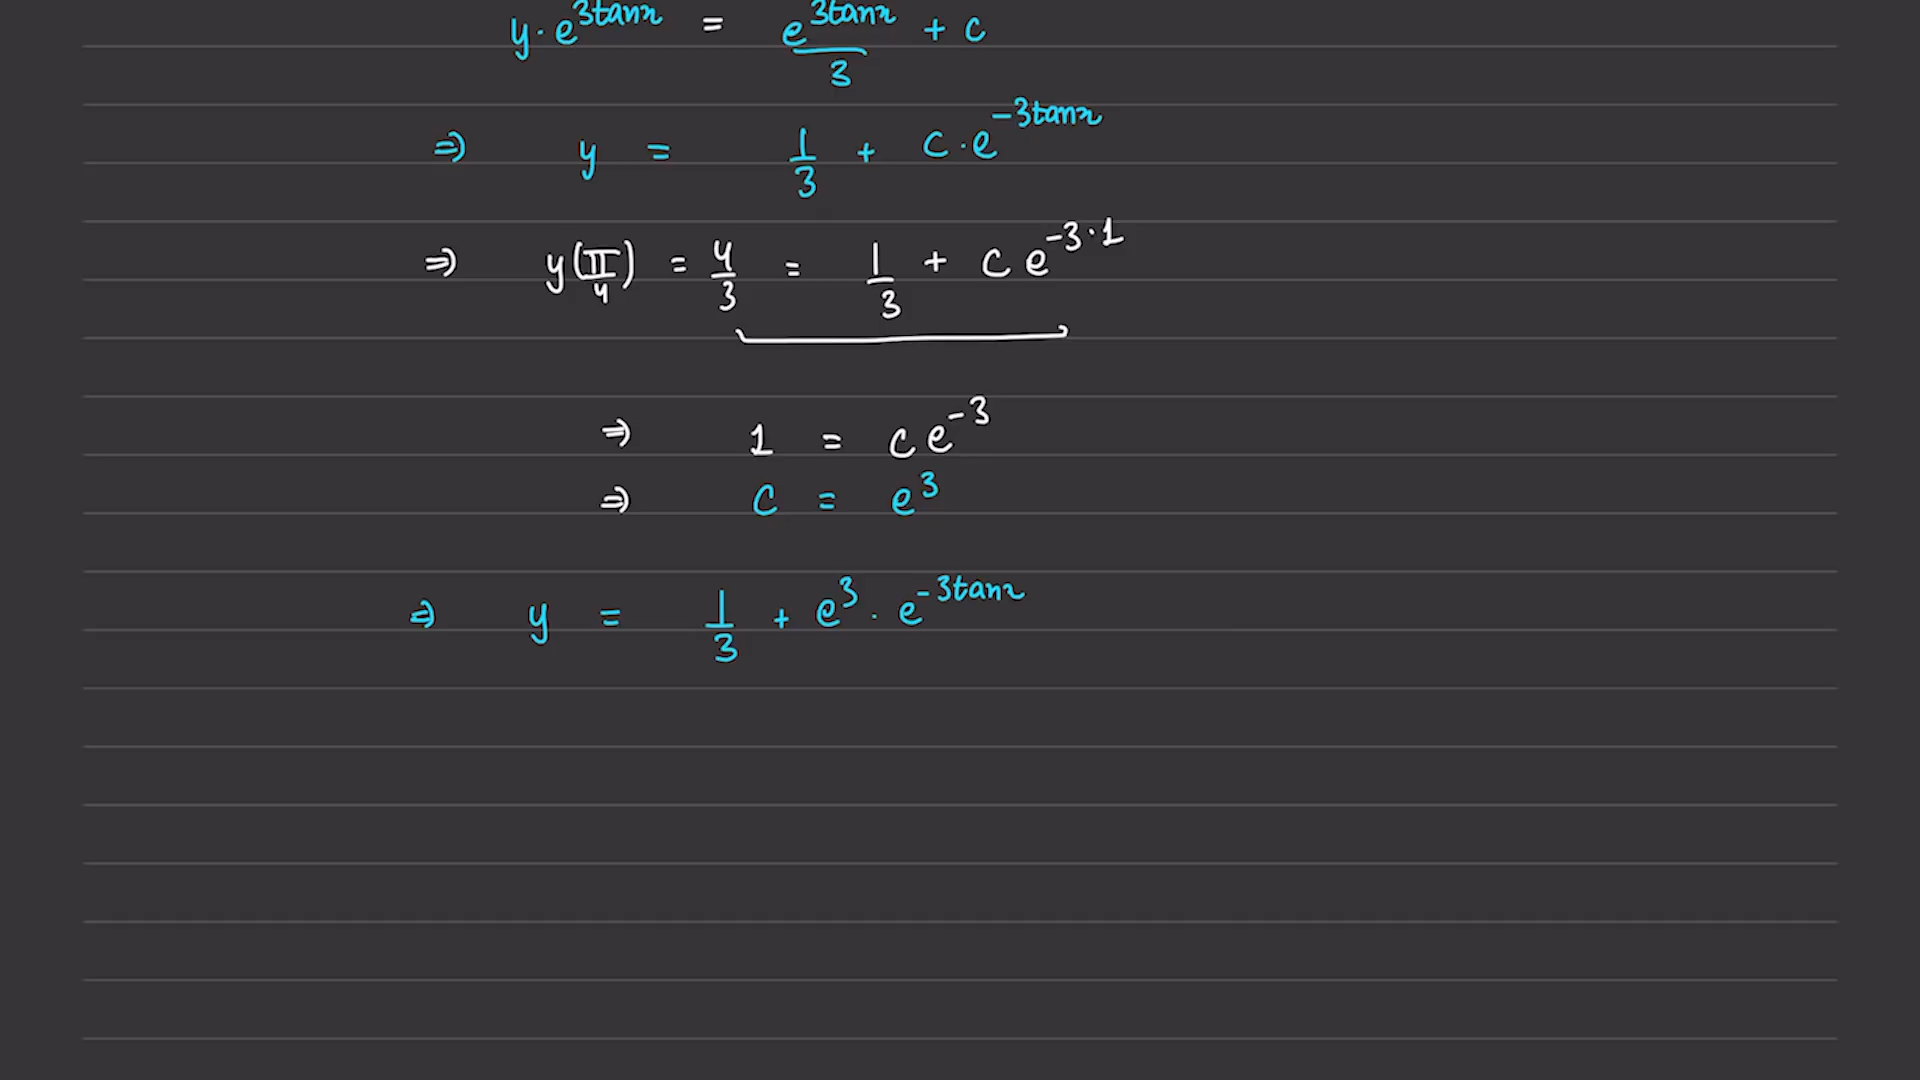 y · e^{3tanx} = e^{3tanx}/3 + c
⇒ y = 1/3 + c · e^{-3tanx}
⇒ y(π/4) = 4/3 = 1/3 + c e^{-3·1}
⇒ 1 = c e^{-3}
⇒ c = e^3
⇒ y = 1/3 + e^3 · e^{-3tanx}